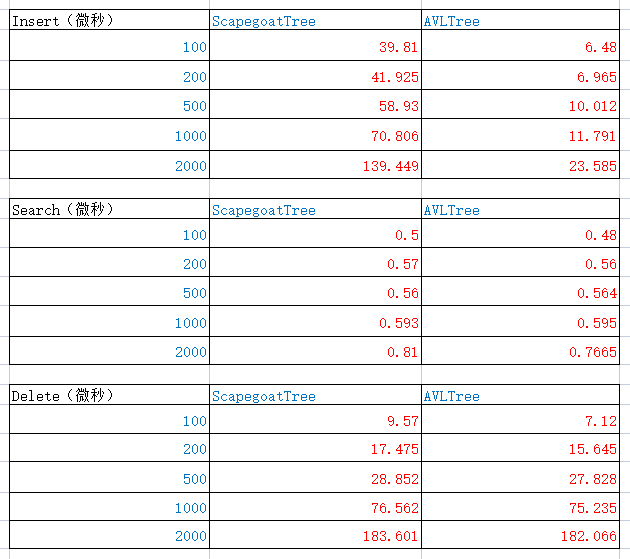 Insert（微秒） ScapegoatTree AVLTree
100 39.81 6.48
200 41.925 6.965
500 58.93 10.012
1000 70.806 11.791
2000 139.449 23.585
Search（微秒） ScapegoatTree AVLTree
100 0.5 0.48
200 0.57 0.56
500 0.56 0.564
1000 0.593 0.595
2000 0.81 0.7665
Delete（微秒） ScapegoatTree AVLTree
100 9.57 7.12
200 17.475 15.645
500 28.852 27.828
1000 76.562 75.235
2000 183.601 182.066